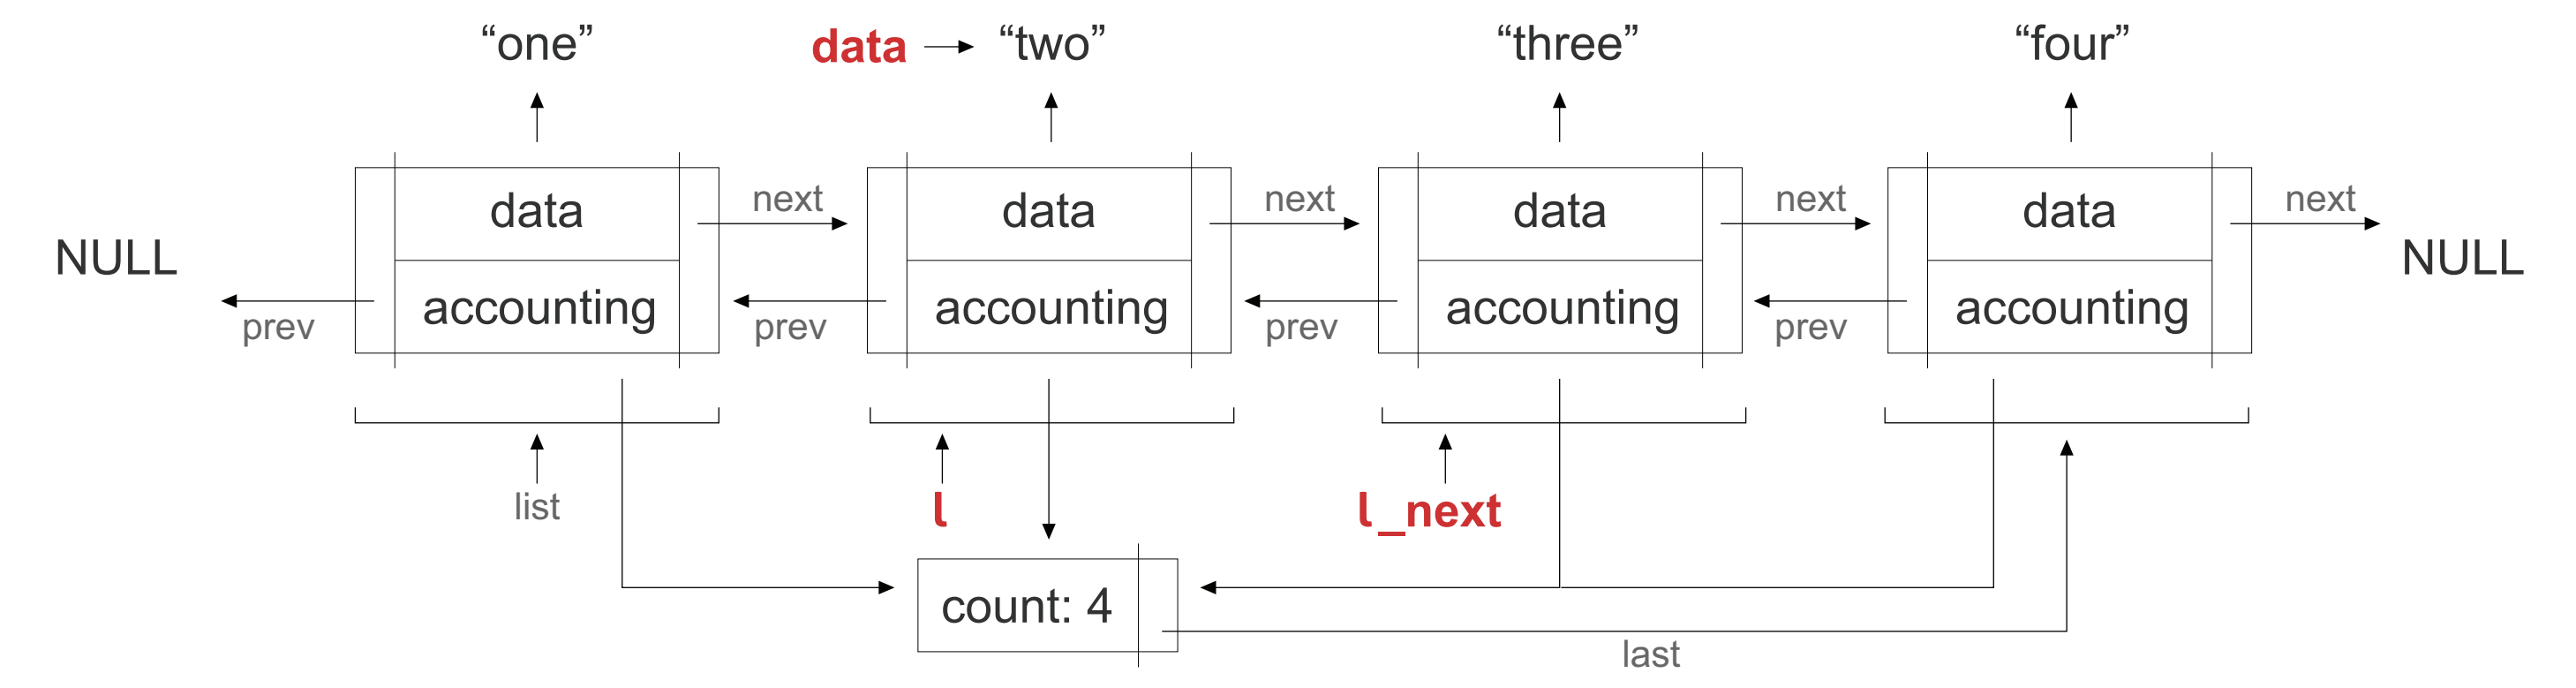 “one”
data
“two”
“three”
“four”
data
next
data
next
data
next
data
next
NULL
NULL
accounting
accounting
accounting
accounting
prev
prev
prev
prev
list
l
l_next
count: 4
last